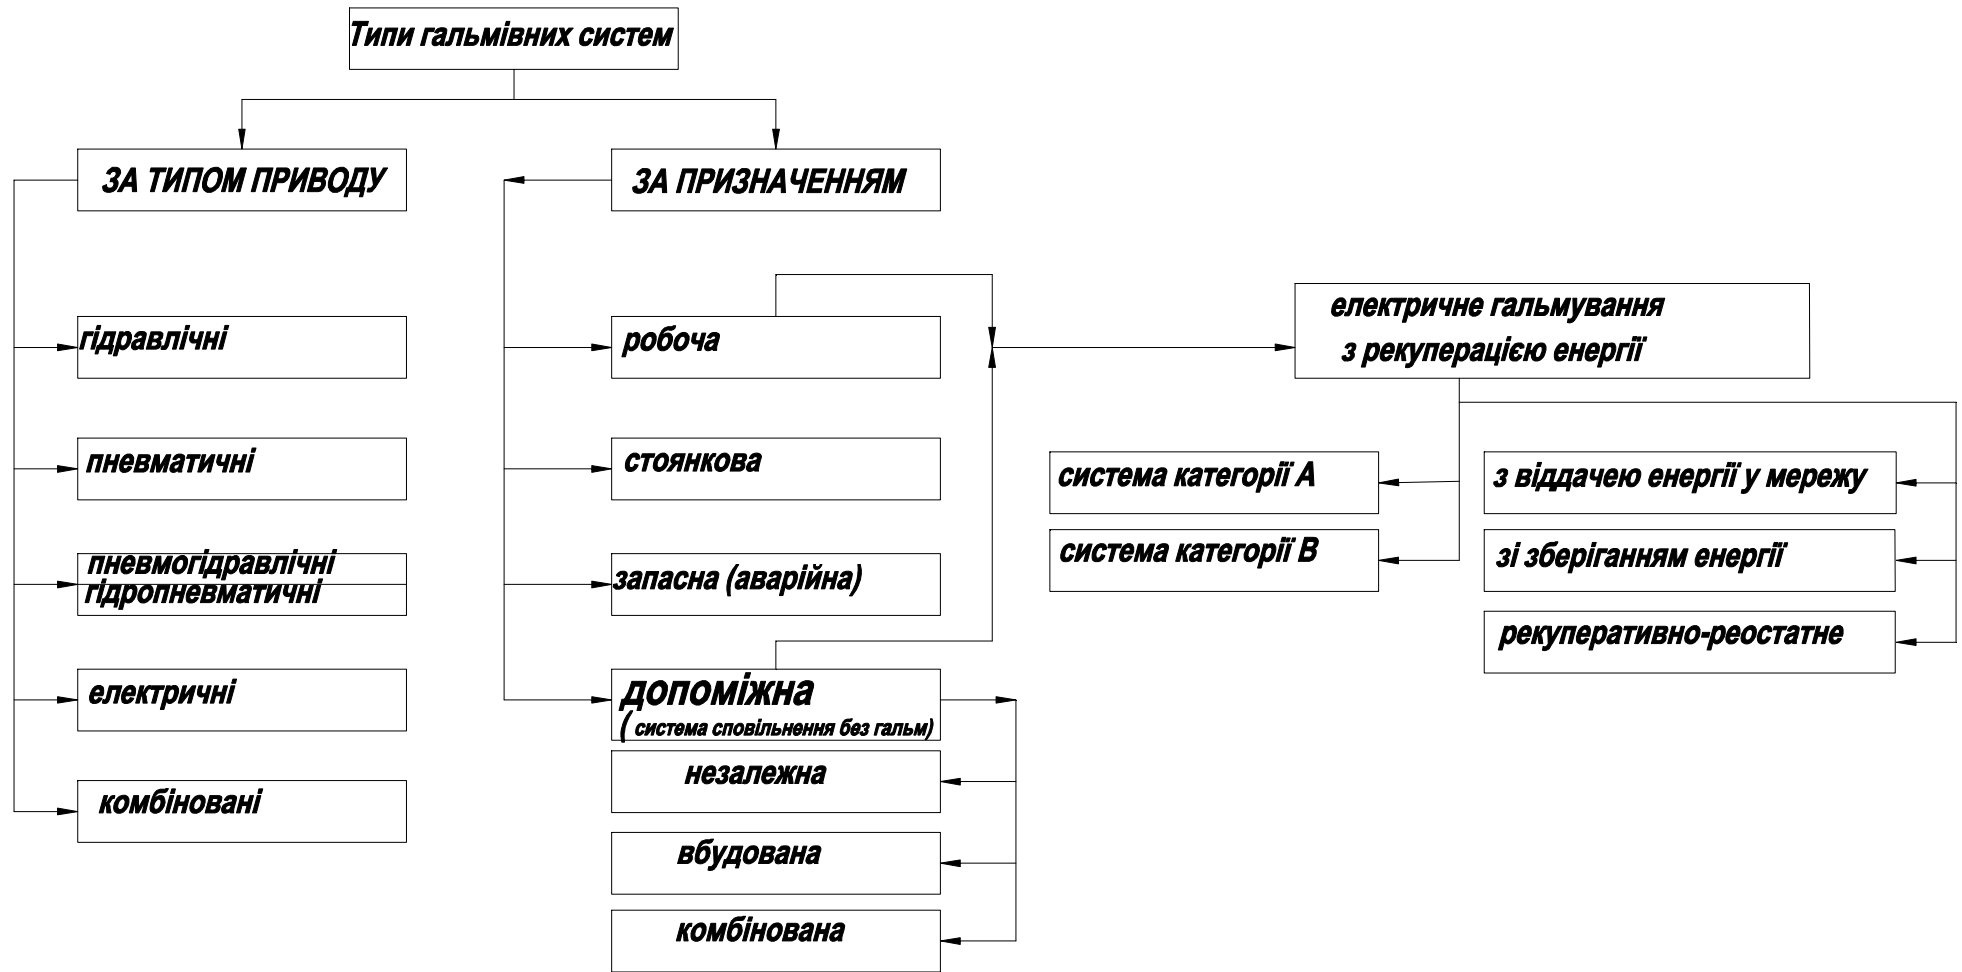 Типи гальмівних систем
ЗА ТИПОМ ПРИВОДУ
гідравлічні
пневматичні
пневмогідравлічні
гідропневматичні
електричні
комбіновані
ЗА ПРИЗНАЧЕННЯМ
робоча
стоянкова
запасна (аварійна)
допоміжна
( система сповільнення без гальм)
незалежна
вбудована
комбінована
електричне гальмування
з рекуперацією енергії
система категорії А
система категорії В
з віддачею енергії у мережу
зі зберіганням енергії
рекуперативно-реостатне